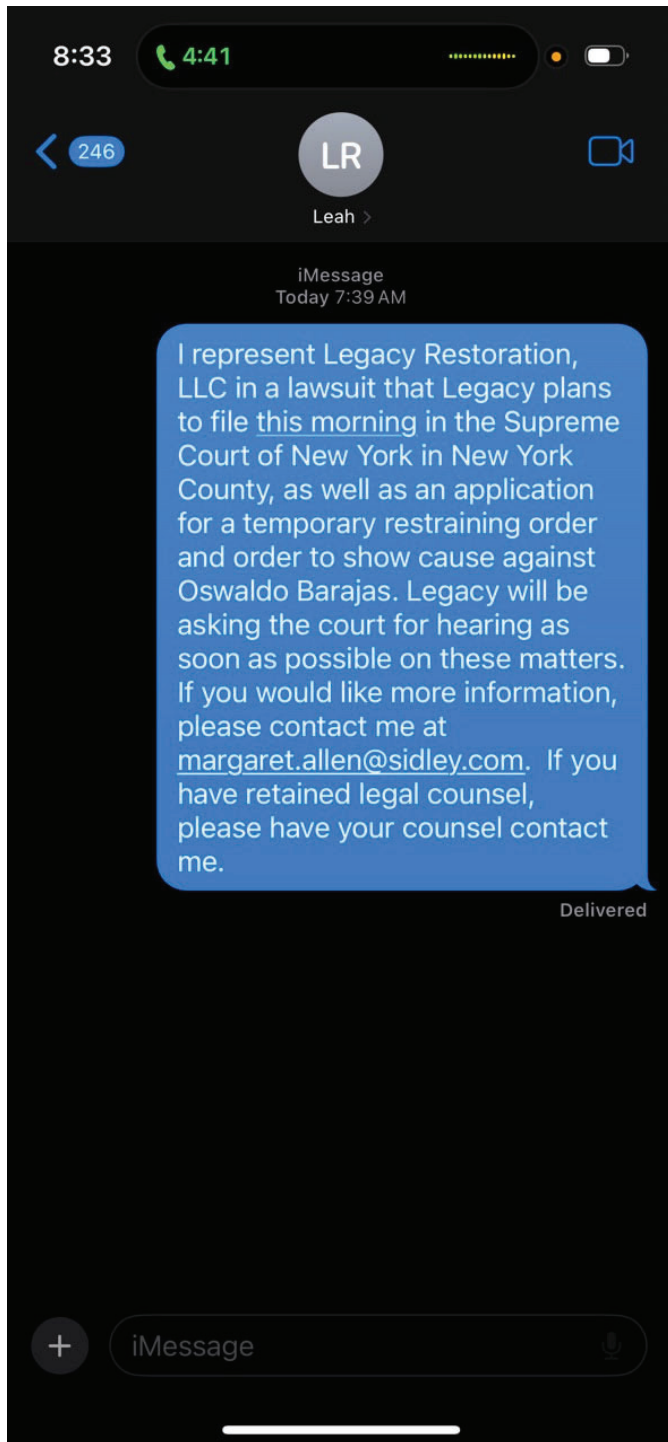 8:33
4:41
246
LR
Leah >
iMessage
Today 7:39 AM
I represent Legacy Restoration,
LLC in a lawsuit that Legacy plans
to file this morning in the Supreme
Court of New York in New York
County, as well as an application
for a temporary restraining order
and order to show cause against
Oswaldo Barajas. Legacy will be
asking the court for hearing as
soon as possible on these matters.
If you would like more information,
please contact me at
margaret.allen@sidley.com.  If you
have retained legal counsel,
please have your counsel contact
me.
Delivered
+
iMessage